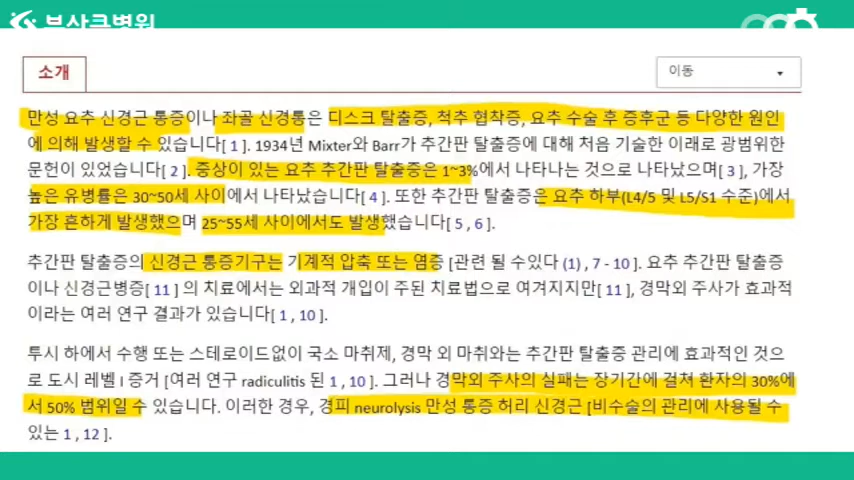 부산큰병원
소개
이동
만성 요추 신경근 통증이나 좌골 신경통은 디스크 탈출증, 척추 협착증, 요추 수술 후 증후군 등 다양한 원인
에 의해 발생할 수 있습니다[ 1 ]. 1934년 Mixter와 Barr가 추간판 탈출증에 대해 처음 기술한 이래로 광범위한
문헌이 있었습니다[ 2 ]. 증상이 있는 요추 추간판 탈출증은 1~3%에서 나타나는 것으로 나타났으며[ 3 ], 가장
높은 유병률은 30~50세 사이에서 나타났습니다[ 4 ]. 또한 추간판 탈출증은 요추 하부(L4/5 및 L5/S1 수준)에서
가장 흔하게 발생했으며 25~55세 사이에서도 발생했습니다[ 5 , 6 ].
추간판 탈출증의 신경근 통증기구는 기계적 압축 또는 염증 [관련 될 수있다 (1) , 7 - 10 ]. 요추 추간판 탈출증
이나 신경근병증[ 11 ] 의 치료에서는 외과적 개입이 주된 치료법으로 여겨지지만[ 11 ], 경막외 주사가 효과적
이라는 여러 연구 결과가 있습니다[ 1 , 10 ].
투시 하에서 수행 또는 스테로이드없이 국소 마취제, 경막 외 마취와는 추간판 탈출증 관리에 효과적인 것으
로 도시 레벨 I 증거 [여러 연구 radiculitis 된 1 , 10 ]. 그러나 경막외 주사의 실패는 장기간에 걸쳐 환자의 30%에
서 50% 범위일 수 있습니다. 이러한 경우, 경피 neurolysis 만성 통증 허리 신경근 [비수술의 관리에 사용될 수
있는 1 , 12 ].